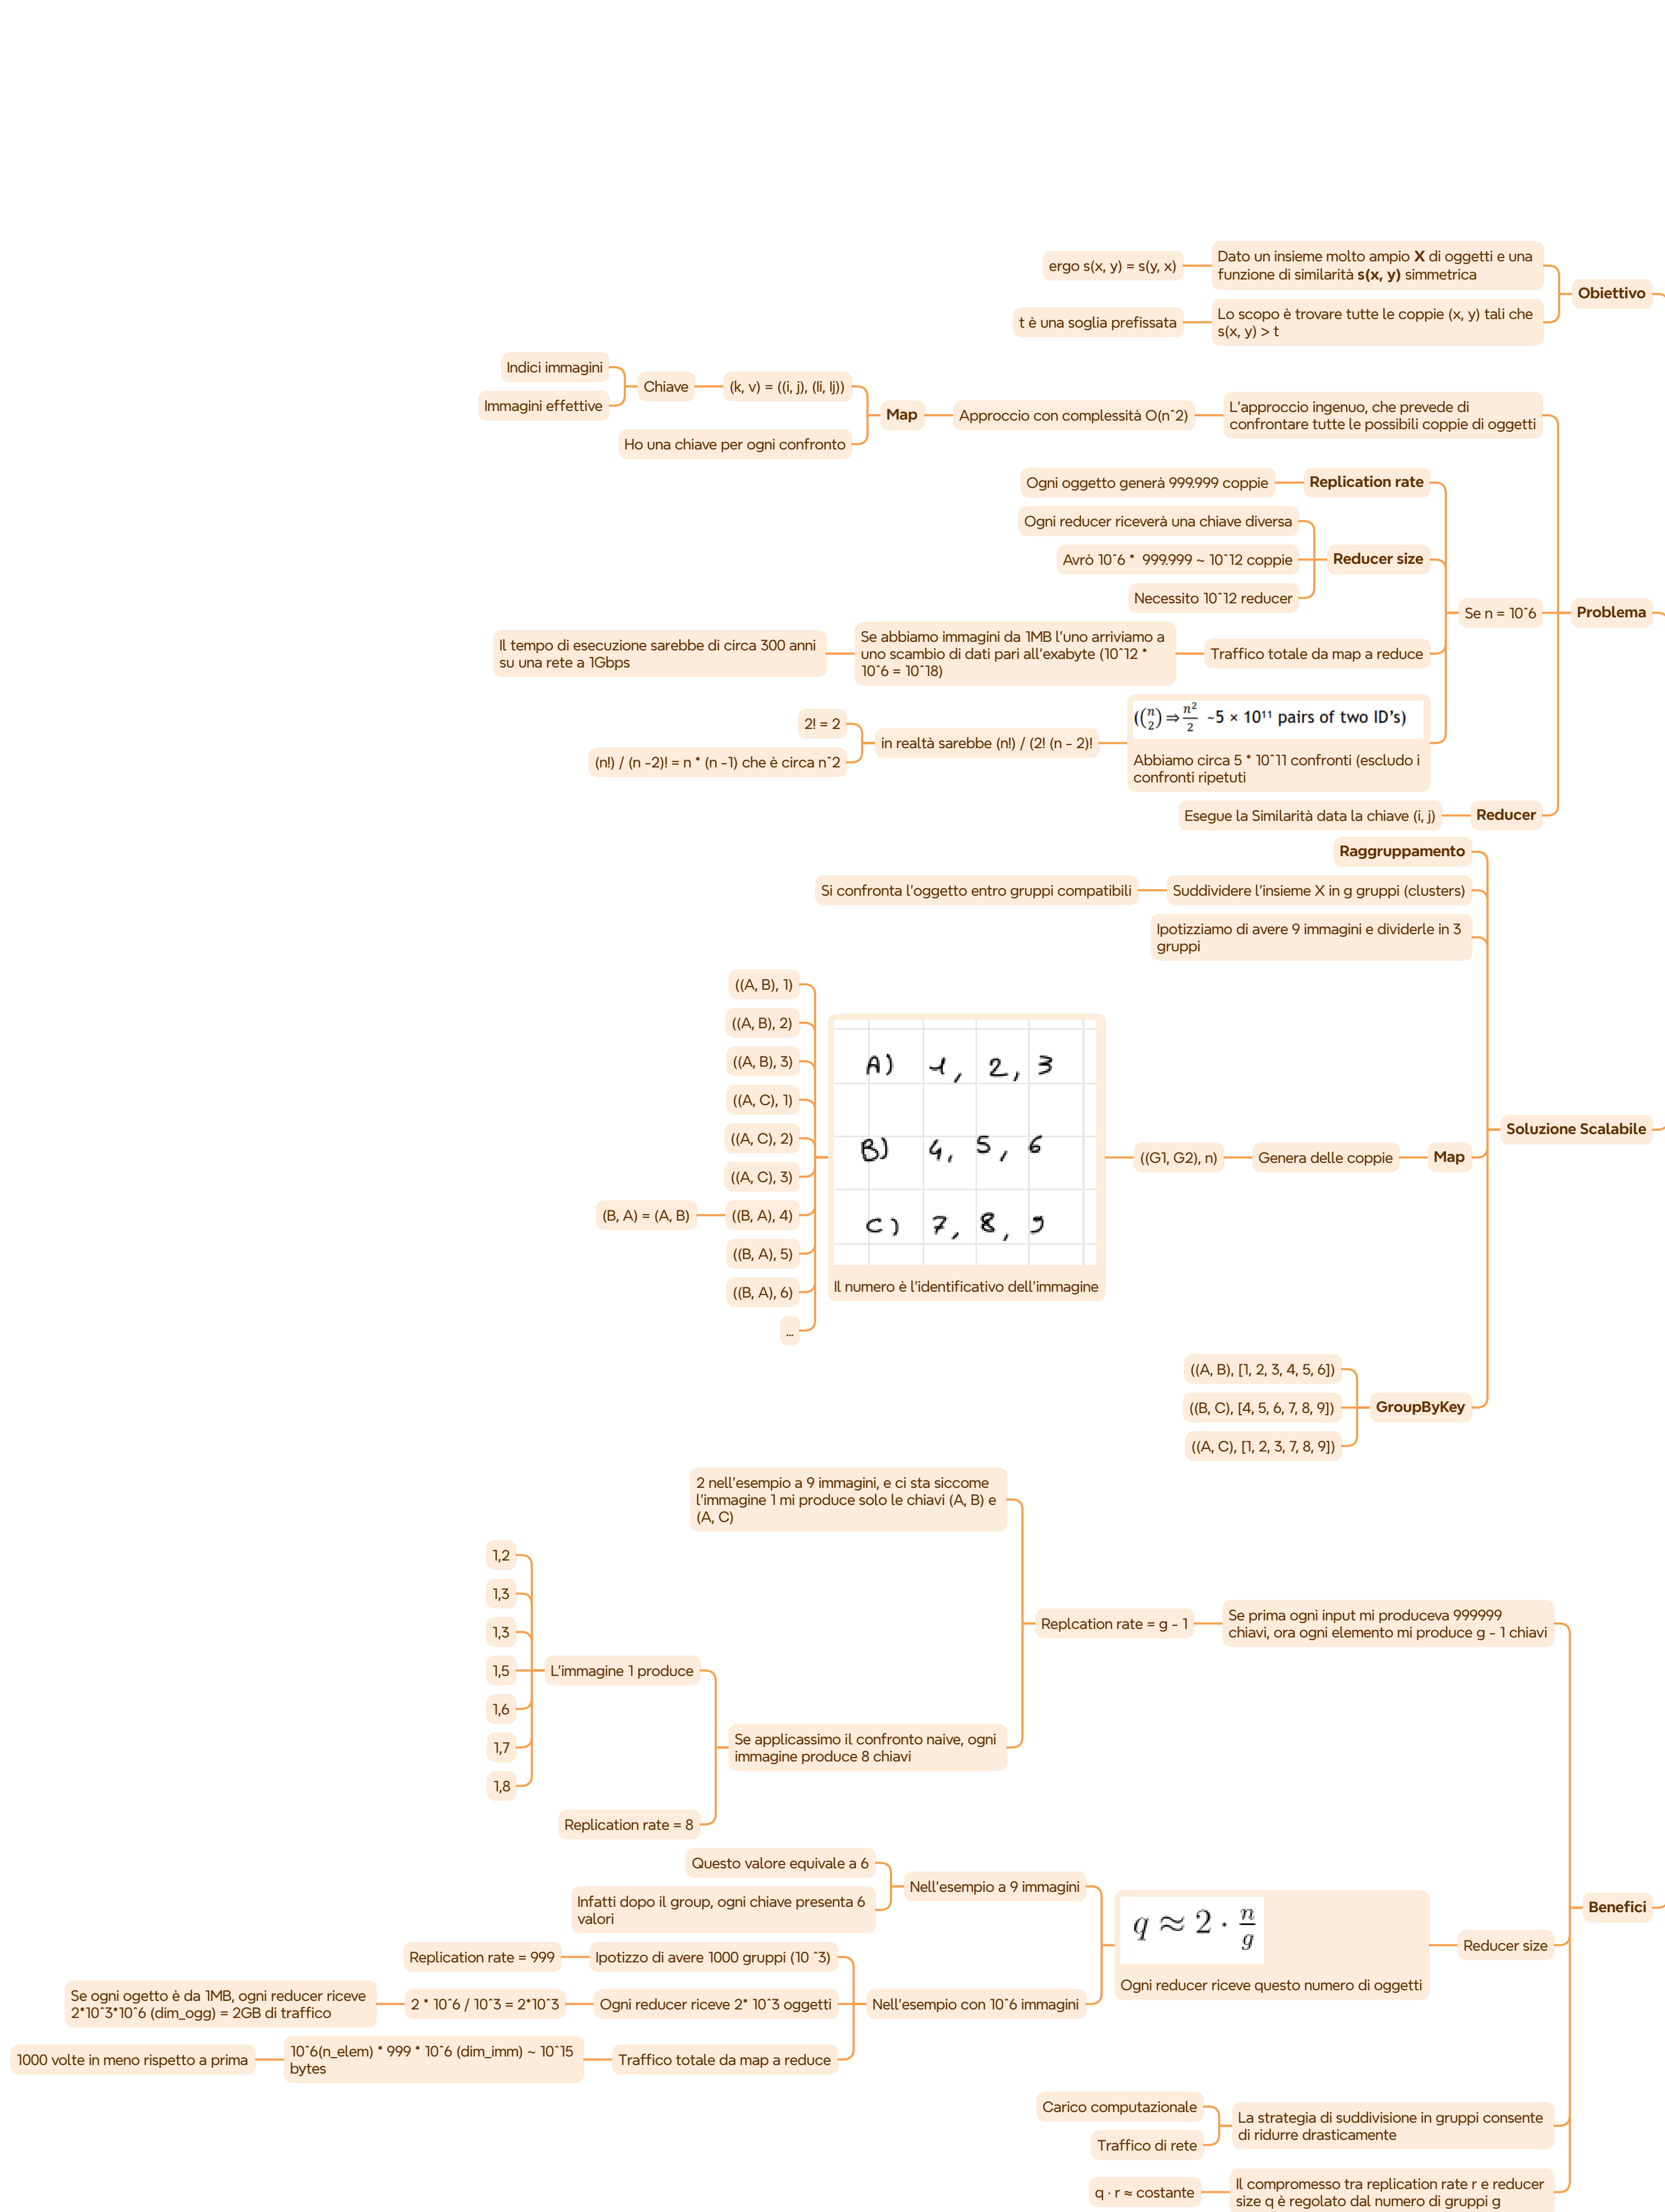 Obiettivo
Dato un insieme molto ampio X di oggetti e una
funzione di similarità s(x, y) simmetrica
ergo s(x, y) = s(y, x)
Lo scopo è trovare tutte le coppie (x, y) tali che
s(x, y) > t
t è una soglia prefissata
Problema
L'approccio ingenuo, che prevede di
confrontare tutte le possibili coppie di oggetti
Approccio con complessità O(n^2)
Map
(k, v) = ((i, j), (Ii, Ij))
Chiave
Indici immagini
Immagini effettive
Ho una chiave per ogni confronto
Se n = 10^6
Replication rate
Ogni oggetto generà 999.999 coppie
Reducer size
Ogni reducer riceverà una chiave diversa
Avrò 10^6 * 999.999 ~ 10^12 coppie
Necessito 10^12 reducer
Traffico totale da map a reduce
Se abbiamo immagini da 1MB l'uno arriviamo a
uno scambio di dati pari all'exabyte (10^12 *
10^6 = 10^18)
Il tempo di esecuzione sarebbe di circa 300 anni
su una rete a 1Gbps
((n 2) ⇒ n²/2 ~5 × 10¹¹ pairs of two ID's)
Abbiamo circa 5 * 10^11 confronti (escludo i
confronti ripetuti
in realtà sarebbe (n!) / (2! (n - 2)!
2! = 2
(n!) / (n -2)! = n * (n -1) che è circa n^2
Reducer
Esegue la Similarità data la chiave (i, j)
Soluzione Scalabile
Raggruppamento
Suddividere l'insieme X in g gruppi (clusters)
Si confronta l'oggetto entro gruppi compatibili
Ipotizziamo di avere 9 immagini e dividerle in 3
gruppi
Map
Genera delle coppie
((G1, G2), n)
A) 1, 2, 3
B) 4, 5, 6
C) 7, 8, 9
Il numero è l'identificativo dell'immagine
((A, B), 1)
((A, B), 2)
((A, B), 3)
((A, C), 1)
((A, C), 2)
((A, C), 3)
((B, A), 4)
(B, A) = (A, B)
((B, A), 5)
((B, A), 6)
...
GroupByKey
((A, B), [1, 2, 3, 4, 5, 6])
((B, C), [4, 5, 6, 7, 8, 9])
((A, C), [1, 2, 3, 7, 8, 9])
Benefici
Se prima ogni input mi produceva 999999
chiavi, ora ogni elemento mi produce g - 1 chiavi
Replcation rate = g - 1
2 nell'esempio a 9 immagini, e ci sta siccome
l'immagine 1 mi produce solo le chiavi (A, B) e
(A, C)
Se applicassimo il confronto naive, ogni
immagine produce 8 chiavi
L'immagine 1 produce
1,2
1,3
1,3
1,5
1,6
1,7
1,8
Replication rate = 8
Reducer size
q ≈ 2 · n/g
Ogni reducer riceve questo numero di oggetti
Nell'esempio a 9 immagini
Questo valore equivale a 6
Infatti dopo il group, ogni chiave presenta 6
valori
Nell'esempio con 10^6 immagini
Ipotizzo di avere 1000 gruppi (10 ^3)
Replication rate = 999
Ogni reducer riceve 2* 10^3 oggetti
2 * 10^6 / 10^3 = 2*10^3
Se ogni ogetto è da 1MB, ogni reducer riceve
2*10^3*10^6 (dim_ogg) = 2GB di traffico
Traffico totale da map a reduce
10^6(n_elem) * 999 * 10^6 (dim_imm) ~ 10^15
bytes
1000 volte in meno rispetto a prima
La strategia di suddivisione in gruppi consente
di ridurre drasticamente
Carico computazionale
Traffico di rete
Il compromesso tra replication rate r e reducer
size q è regolato dal numero di gruppi g
q · r ≈ costante